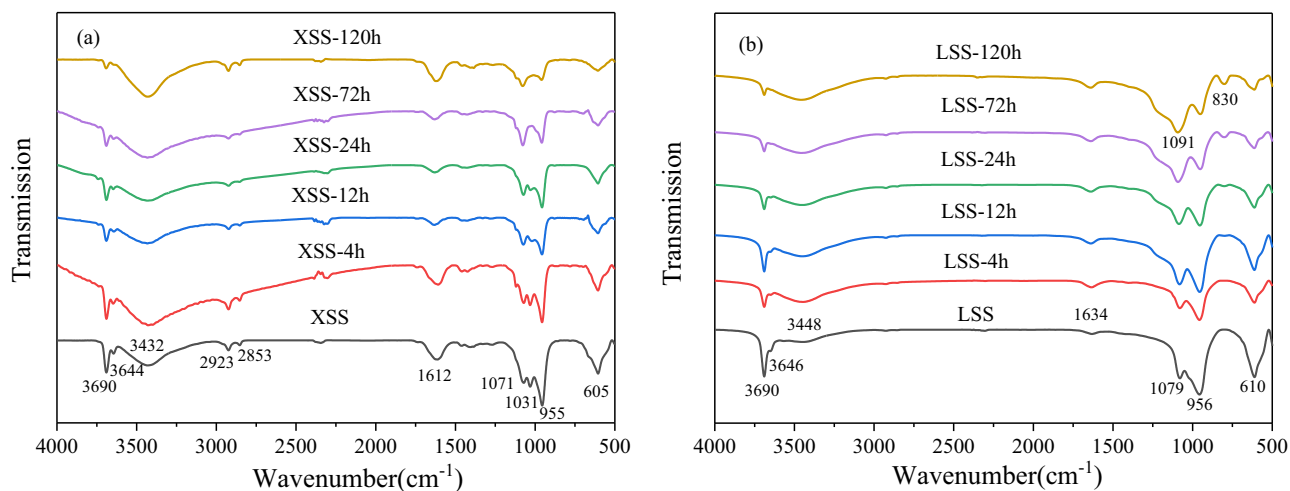 (a)
XSS-120h
XSS-72h
XSS-24h
XSS-12h
XSS-4h
XSS
3690
3644
3432
2923
2853
1612
1071
1031
955
605
4000 3500 3000 2500 2000 1500 1000 500
Wavenumber(cm-1)
Transmission
(b)
LSS-120h
LSS-72h
LSS-24h
LSS-12h
LSS-4h
LSS
830
1091
3690
3646
3448
1634
1079
956
610
4000 3500 3000 2500 2000 1500 1000 500
Wavenumber(cm-1)
Transmission